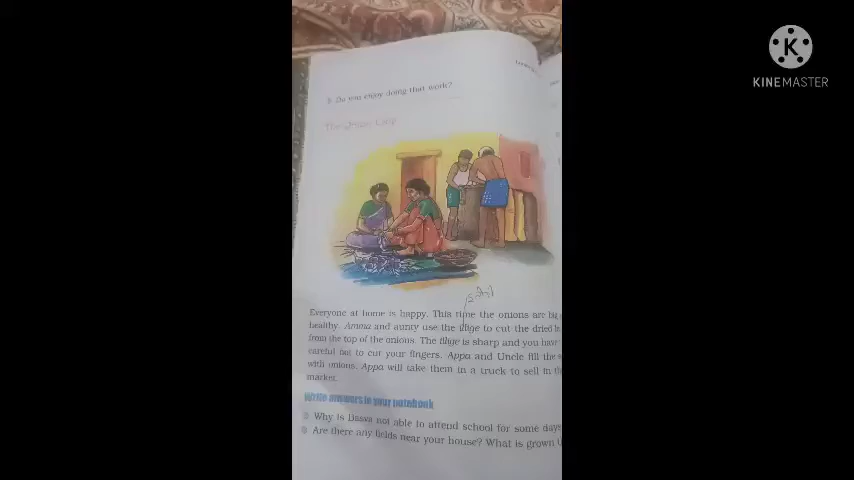 KINEMASTER
Do you enjoy doing that work?
Everyone at home is happy. This time the onions are big
healthy. Amma and aunty use the illige to cut the dried
from the top of the onions. The illige is sharp and you have
careful not to cut your fingers. Appa and Uncle fill the
with onions. Appa will take them in a truck to sell in th
market.
Write answers in your notebook
Why is Basva not able to attend school for some days
Are there any fields near your house? What is grown